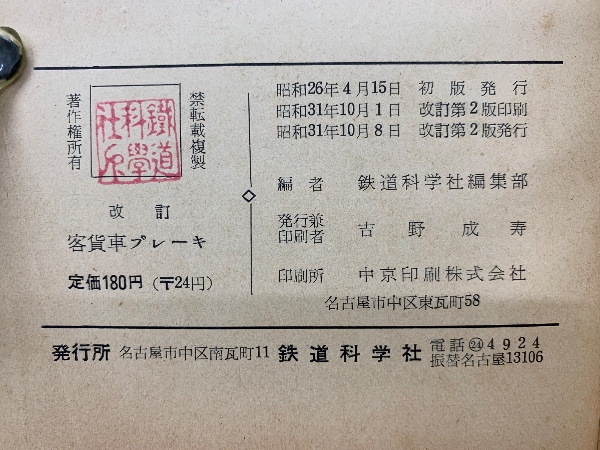 昭和26年4月15日 初版発行
昭和31年10月1日 改訂第2版印刷
昭和31年10月8日 改訂第2版発行
編者 鉄道科学社編集部
発行兼印刷者 吉野成寿
印刷所 中京印刷株式会社
名古屋市中区東瓦町58
禁転載複製
鐵道
科學
社
著作権所有
改訂
客貨車ブレーキ
定価180円 (〒24円)
発行所 名古屋市中区南瓦町11 鉄道科学社 電話㉔4924
振替名古屋13106